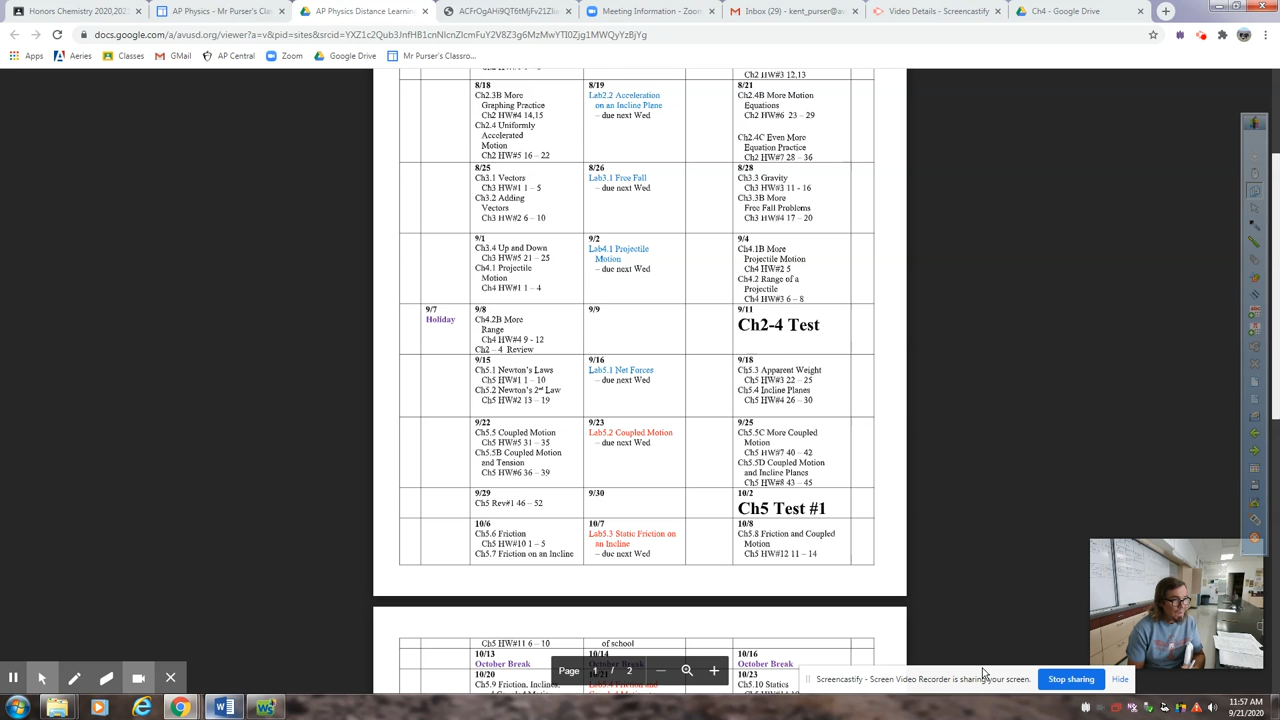 Honors Chemistry 2020,2021
AP Physics - Mr Purser's Clas
AP Physics Distance Learning
Meeting Information - Zoom
Inbox (29) - kent_purser@av
Video Details - Screencastify
Ch4 - Google Drive
Apps
Aeries
Classes
GMail
AP Central
Zoom
Google Drive
Mr Purser's Classro...
Ch2 HW#3 12,13
8/18
Ch2.3B More
Graphing Practice
Ch2 HW#4 14,15
Ch2.4 Uniformly
Accelerated
Motion
Ch2 HW#5 16 – 22
8/19
Lab2.2 Acceleration
on an Incline Plane
– due next Wed
8/21
Ch2.4B More Motion
Equations
Ch2 HW#6 23 – 29
Ch2.4C Even More
Equation Practice
Ch2 HW#7 28 – 36
8/25
Ch3.1 Vectors
Ch3 HW#1 1 – 5
Ch3.2 Adding
Vectors
Ch3 HW#2 6 – 10
8/26
Lab3.1 Free Fall
– due next Wed
8/28
Ch3.3 Gravity
Ch3 HW#3 11 - 16
Ch3.3B More
Free Fall Problems
Ch3 HW#4 17 – 20
9/1
Ch3.4 Up and Down
Ch3 HW#5 21 – 25
Ch4.1 Projectile
Motion
Ch4 HW#1 1 – 4
9/2
Lab4.1 Projectile
Motion
– due next Wed
9/4
Ch4.1B More
Projectile Motion
Ch4 HW#2 5
Ch4.2 Range of a
Projectile
Ch4 HW#3 6 – 8
9/7
Holiday
9/8
Ch4.2B More
Range
Ch4 HW#4 9 - 12
Ch2 – 4 Review
9/9
9/11
Ch2-4 Test
9/15
Ch5.1 Newton's Laws
Ch5 HW#1 1 – 10
Ch5.2 Newton's 2nd Law
Ch5 HW#2 13 – 19
9/16
Lab5.1 Net Forces
– due next Wed
9/18
Ch5.3 Apparent Weight
Ch5 HW#3 22 – 25
Ch5.4 Incline Planes
Ch5 HW#4 26 – 30
9/22
Ch5.5 Coupled Motion
Ch5 HW#5 31 – 35
Ch5.5B Coupled Motion
and Tension
Ch5 HW#6 36 – 39
9/23
Lab5.2 Coupled Motion
– due next Wed
9/25
Ch5.5C More Coupled
Motion
Ch5 HW#7 40 – 42
Ch5.5D Coupled Motion
and Incline Planes
Ch5 HW#8 43 – 45
9/29
Ch5 Rev#1 46 – 52
9/30
10/2
Ch5 Test #1
10/6
Ch5.6 Friction
Ch5 HW#10 1 – 5
Ch5.7 Friction on an Incline
10/7
Lab5.3 Static Friction on
an Incline
– due next Wed
10/8
Ch5.8 Friction and Coupled
Motion
Ch5 HW#12 11 – 14
Ch5 HW#11 6 – 10
of school
10/13
October Break
10/14
10/16
October Break
10/20
Ch5.9 Friction, Inclines,
10/23
Ch5.10 Statics
Page 1 / 2
Screencastify - Screen Video Recorder is sharing your screen.
Stop sharing
Hide
11:57 AM
9/21/2020